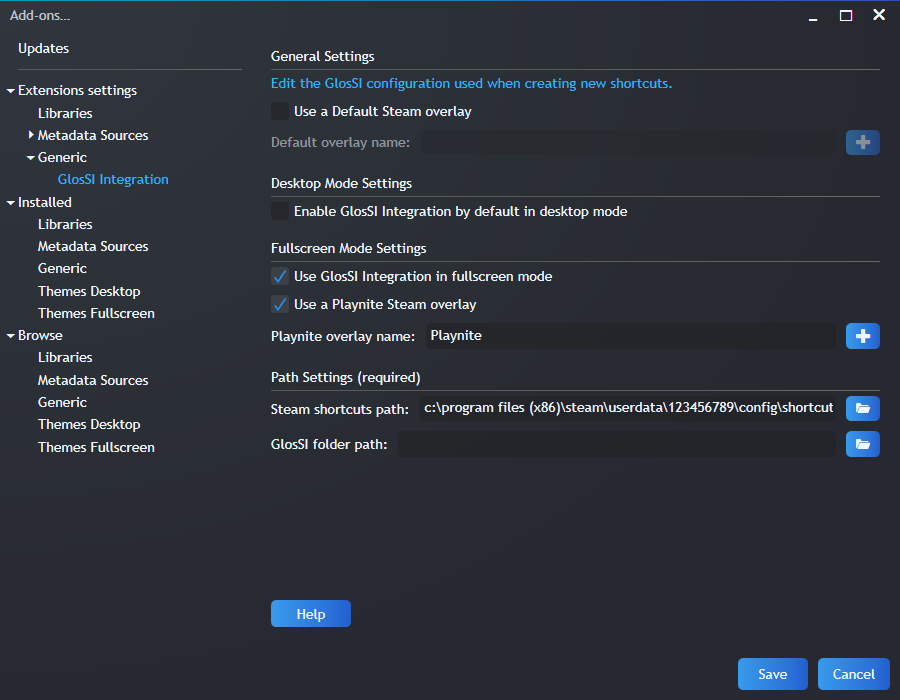 Add-ons...
Updates
Extensions settings
Libraries
Metadata Sources
Generic
GlosSI Integration
Installed
Libraries
Metadata Sources
Generic
Themes Desktop
Themes Fullscreen
Browse
Libraries
Metadata Sources
Generic
Themes Desktop
Themes Fullscreen
General Settings
Edit the GlosSI configuration used when creating new shortcuts.
Use a Default Steam overlay
Default overlay name:
Desktop Mode Settings
Enable GlosSI Integration by default in desktop mode
Fullscreen Mode Settings
Use GlosSI Integration in fullscreen mode
Use a Playnite Steam overlay
Playnite overlay name: Playnite
Path Settings (required)
Steam shortcuts path: c:\program files (x86)\steam\userdata\123456789\config\shortcut
GlosSI folder path:
Help
Save Cancel